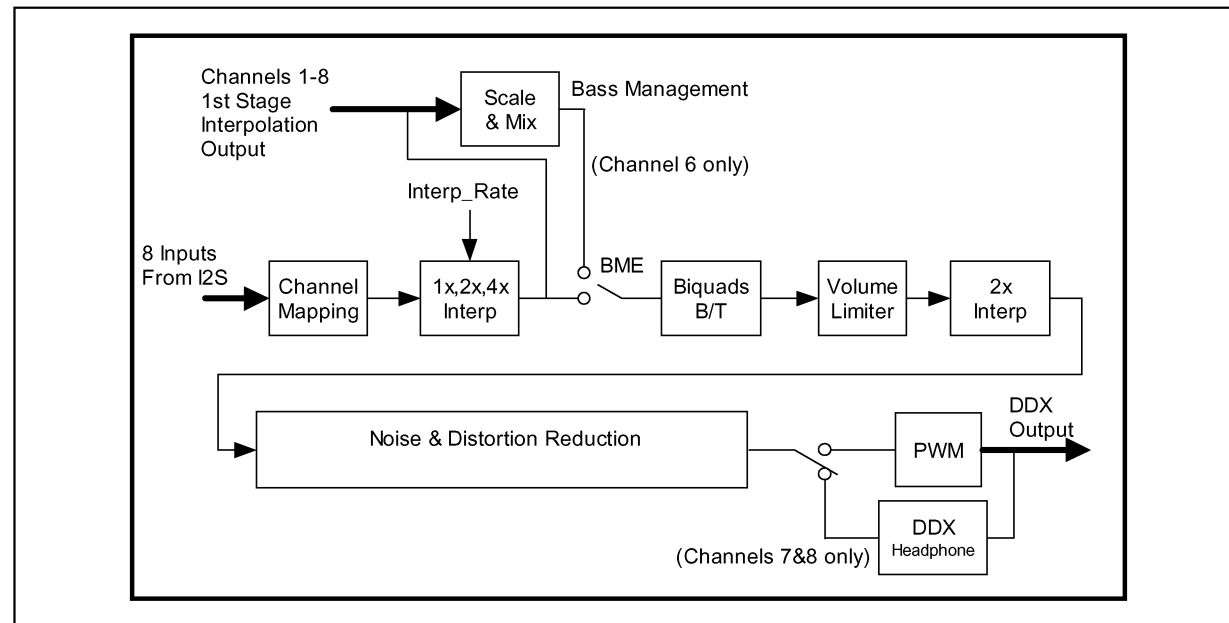 Channels 1-8
1st Stage
Interpolation
Output
Scale
& Mix
Bass Management
(Channel 6 only)
Interp_Rate
8 Inputs
From I2S
Channel
Mapping
1x,2x,4x
Interp
BME
Biquads
B/T
Volume
Limiter
2x
Interp
Noise & Distortion Reduction
PWM
DDX
Output
DDX
Headphone
(Channels 7&8 only)